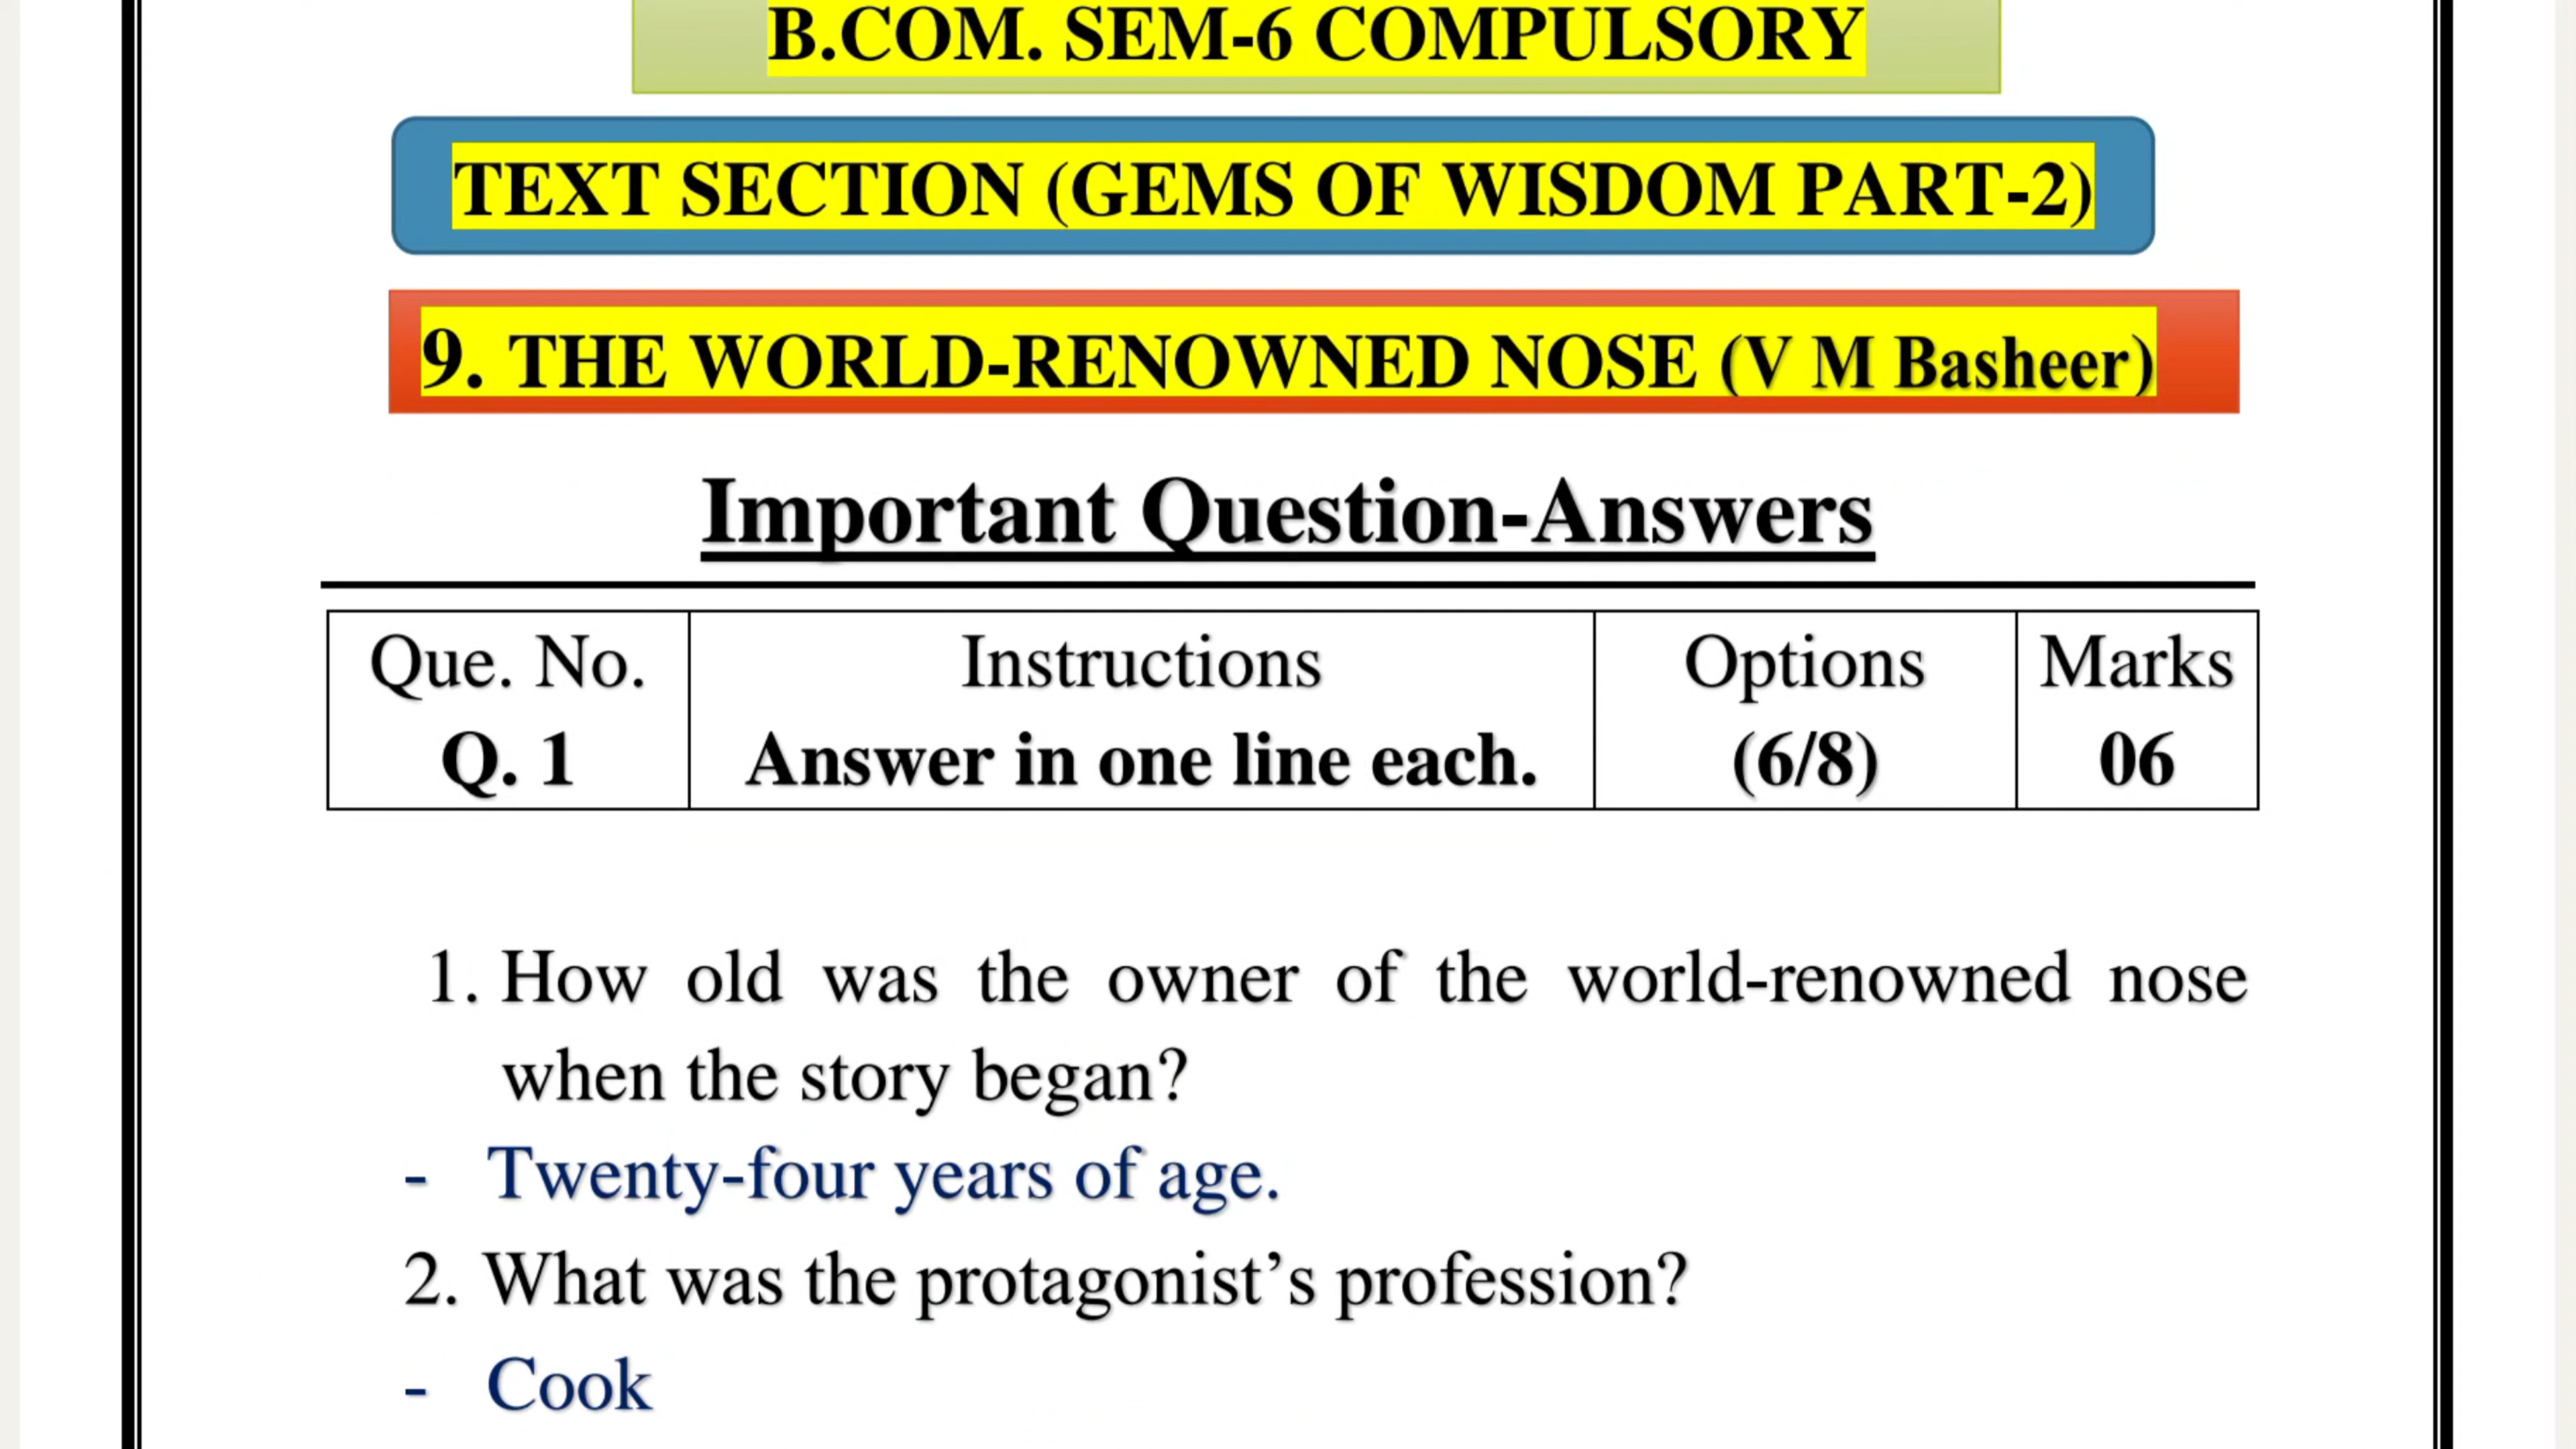 B.COM. SEM-6 COMPULSORY
TEXT SECTION (GEMS OF WISDOM PART-2)
9. THE WORLD-RENOWNED NOSE (V M Basheer)
Important Question-Answers
Que. No. Instructions Options Marks
Q. 1 Answer in one line each. (6/8) 06
1. How old was the owner of the world-renowned nose
when the story began?
- Twenty-four years of age.
2. What was the protagonist’s profession?
- Cook